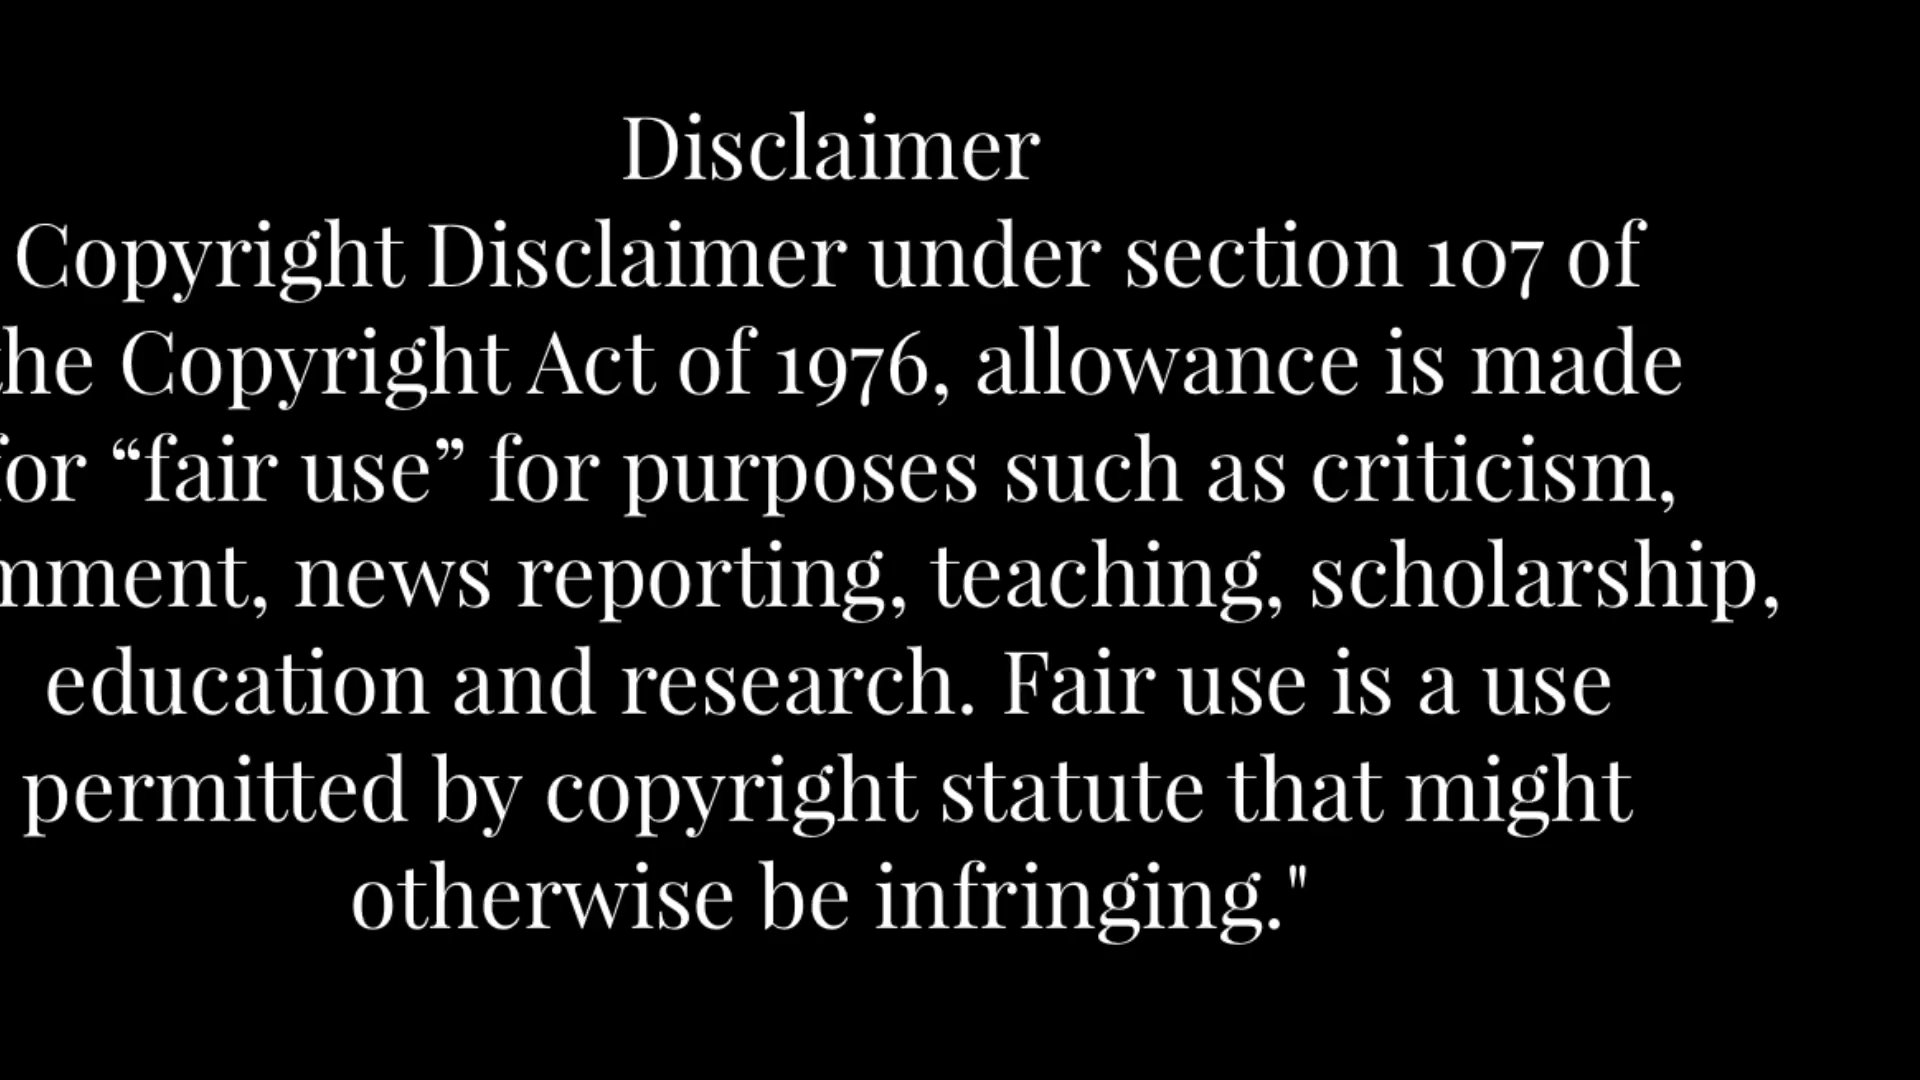 Disclaimer
Copyright Disclaimer under section 107 of
the Copyright Act of 1976, allowance is made
for “fair use” for purposes such as criticism,
mment, news reporting, teaching, scholarship,
education and research. Fair use is a use
permitted by copyright statute that might
otherwise be infringing."